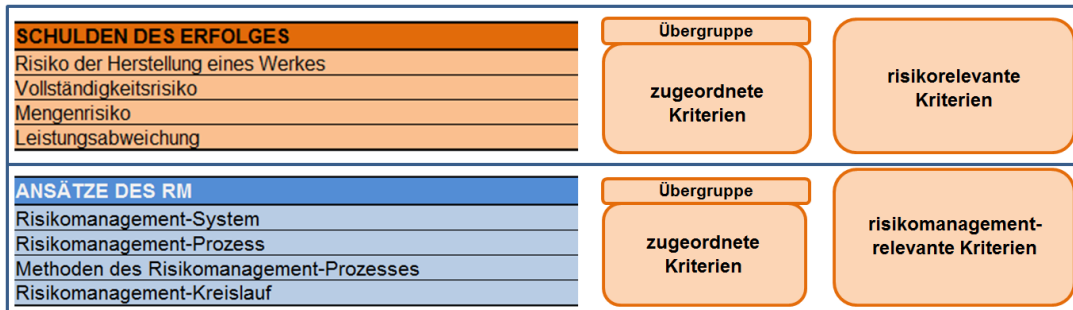 SCHULDEN DES ERFOLGES
Risiko der Herstellung eines Werkes
Vollständigkeitsrisiko
Mengenrisiko
Leistungsabweichung
Übergruppe
zugeordnete
Kriterien
risikorelevante
Kriterien
ANSÄTZE DES RM
Risikomanagement-System
Risikomanagement-Prozess
Methoden des Risikomanagement-Prozesses
Risikomanagement-Kreislauf
Übergruppe
zugeordnete
Kriterien
risikomanagement-
relevante Kriterien